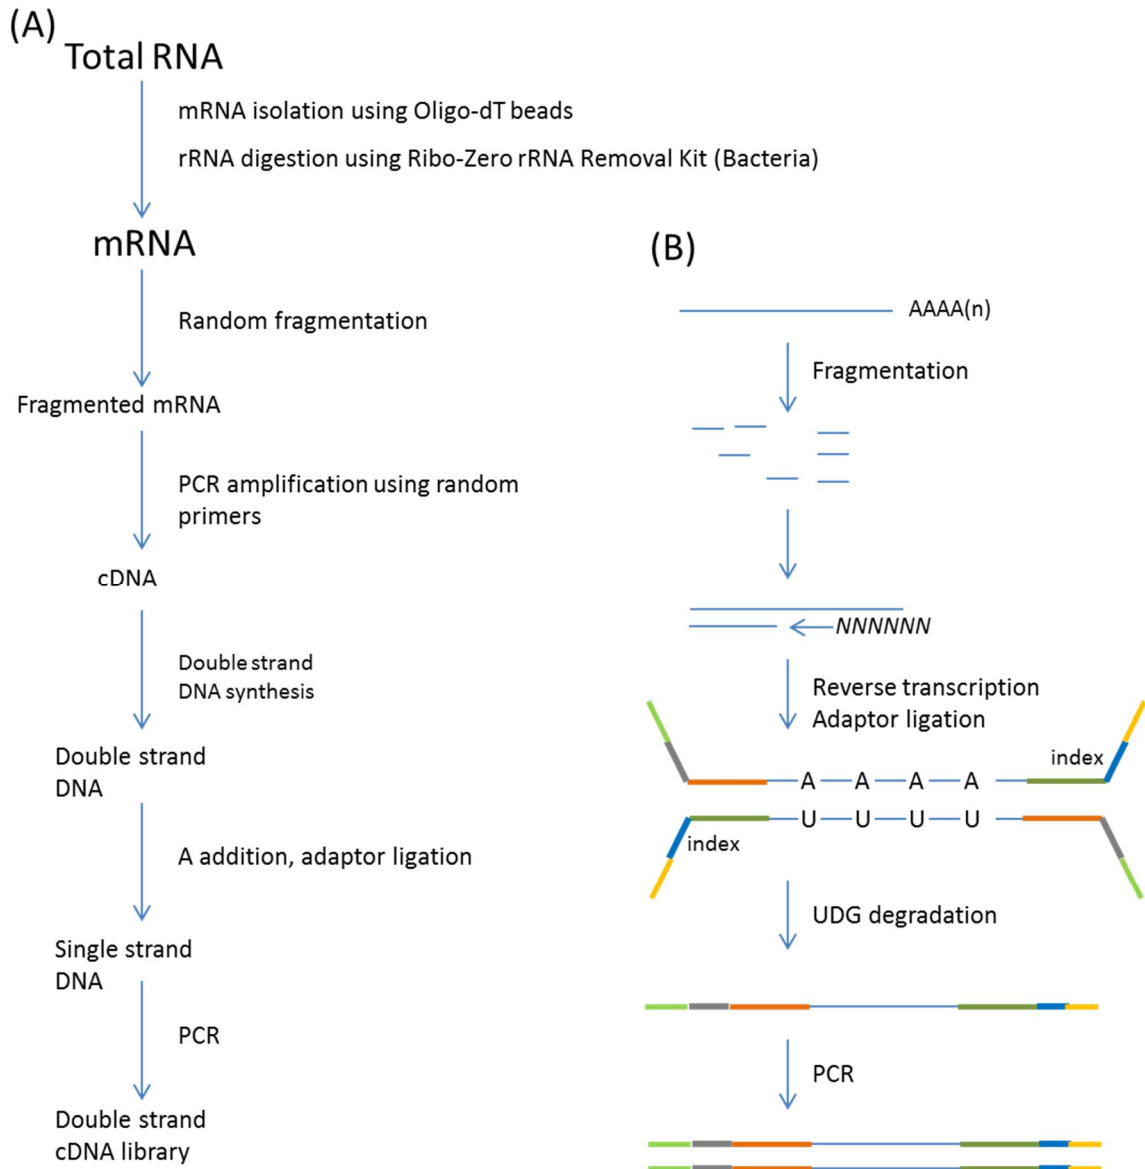 (A)
Total RNA
mRNA isolation using Oligo-dT beads
rRNA digestion using Ribo-Zero rRNA Removal Kit (Bacteria)
mRNA
Random fragmentation
Fragmented mRNA
PCR amplification using random
primers
cDNA
Double strand
DNA synthesis
Double strand
DNA
A addition, adaptor ligation
Single strand
DNA
PCR
Double strand
cDNA library
(B)
AAAA(n)
Fragmentation
NNNNNN
Reverse transcription
Adaptor ligation
index
A A A A
U U U U
index
UDG degradation
PCR